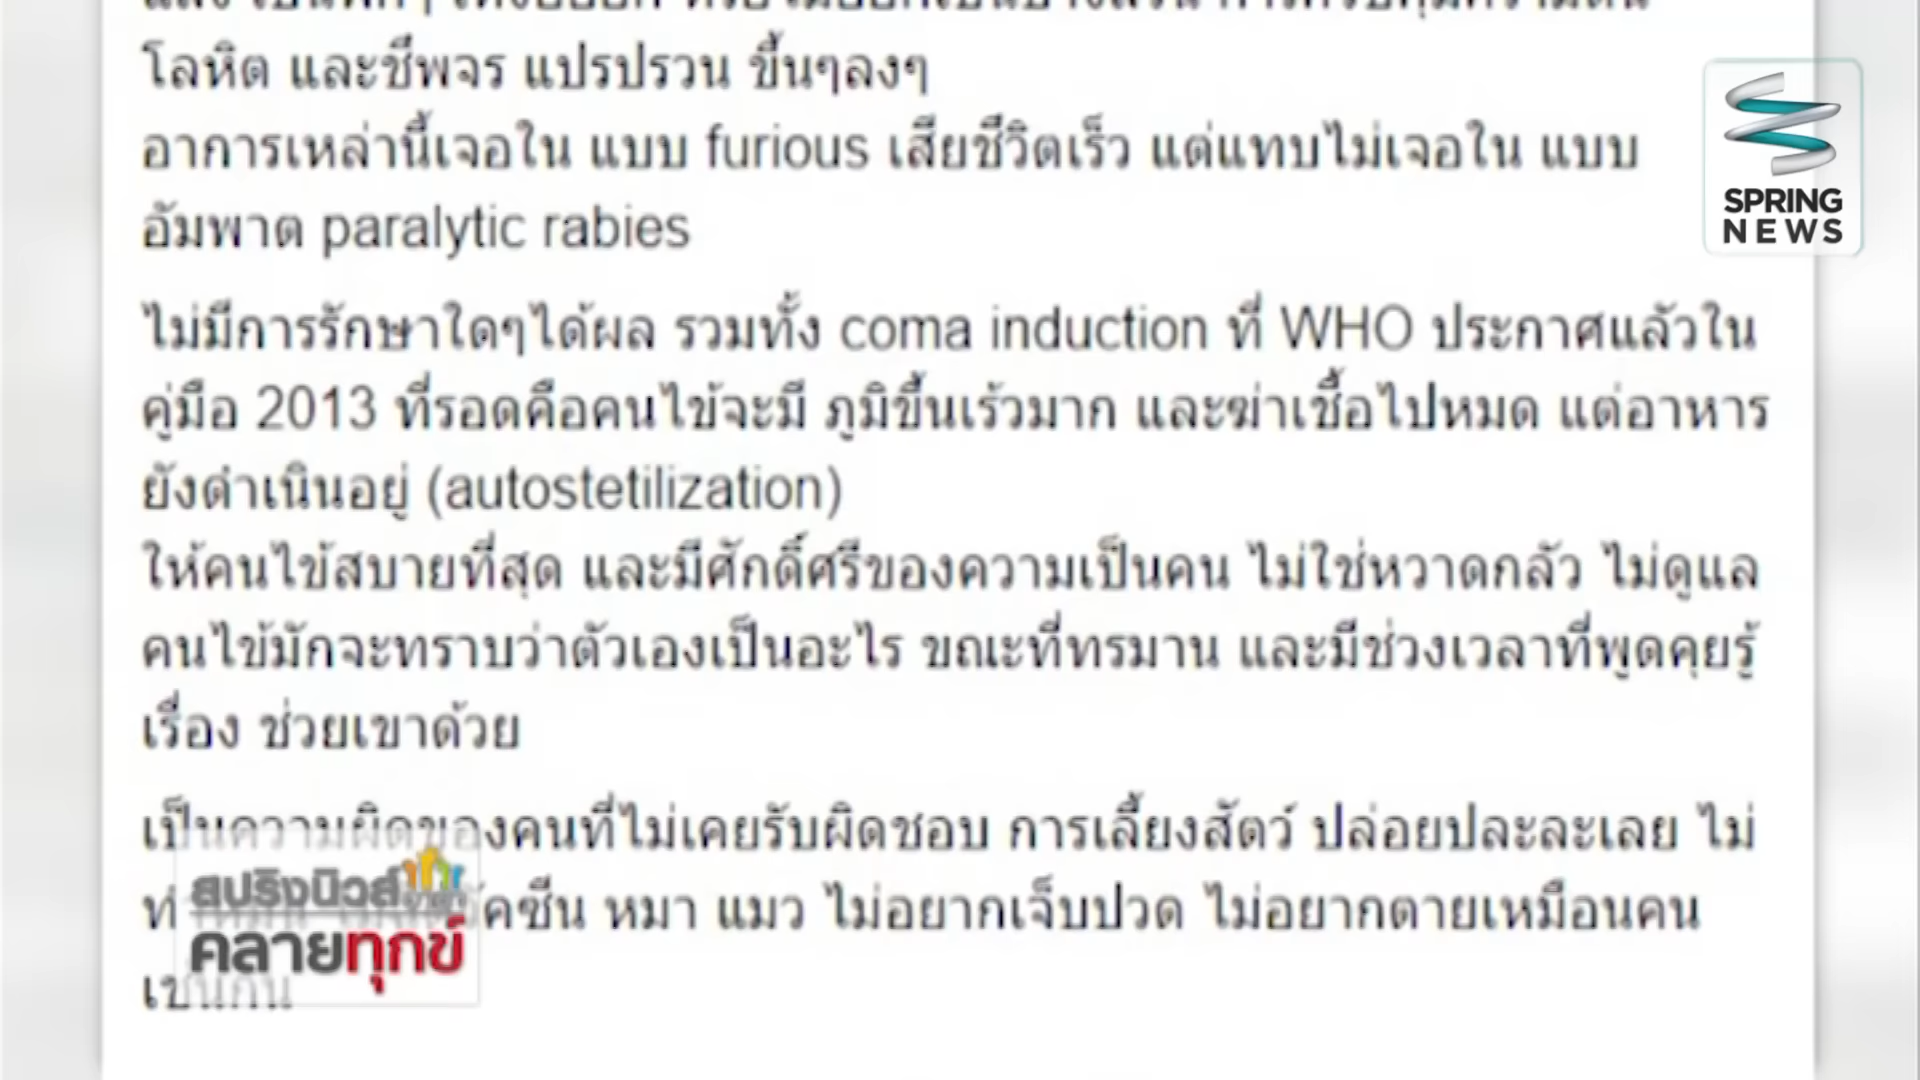 โลหิต และชีพจร แปรปรวน ขึ้นๆลงๆ
อาการเหล่านี้เจอใน แบบ furious เสียชีวิตเร็ว แต่แทบไม่เจอใน แบบ
อัมพาต paralytic rabies
ไม่มีการรักษาใดๆได้ผล รวมทั้ง coma induction ที่ WHO ประกาศแล้วใน
คู่มือ 2013 ที่รอดคือคนไข้จะมี ภูมิขึ้นเร้วมาก และฆ่าเชื้อไปหมด แต่อาหาร
ยังดำเนินอยู่ (autostetilization)
ให้คนไข้สบายที่สุด และมีศักดิ์ศรีของความเป็นคน ไม่ใช่หวาดกลัว ไม่ดูแล
คนไข้มักจะทราบว่าตัวเองเป็นอะไร ขณะที่ทรมาน และมีช่วงเวลาที่พูดคุยรู้
เรื่อง ช่วยเขาด้วย
เป็นความผิดของคนที่ไม่เคยรับผิดชอบ การเลี้ยงสัตว์ ปล่อยปละละเลย ไม่
หมา แมว ไม่อยากเจ็บปวด ไม่อยากตายเหมือนคน
เช่นกัน
SPRING
NEWS
สปริงนิวส์
คลายทุกข์